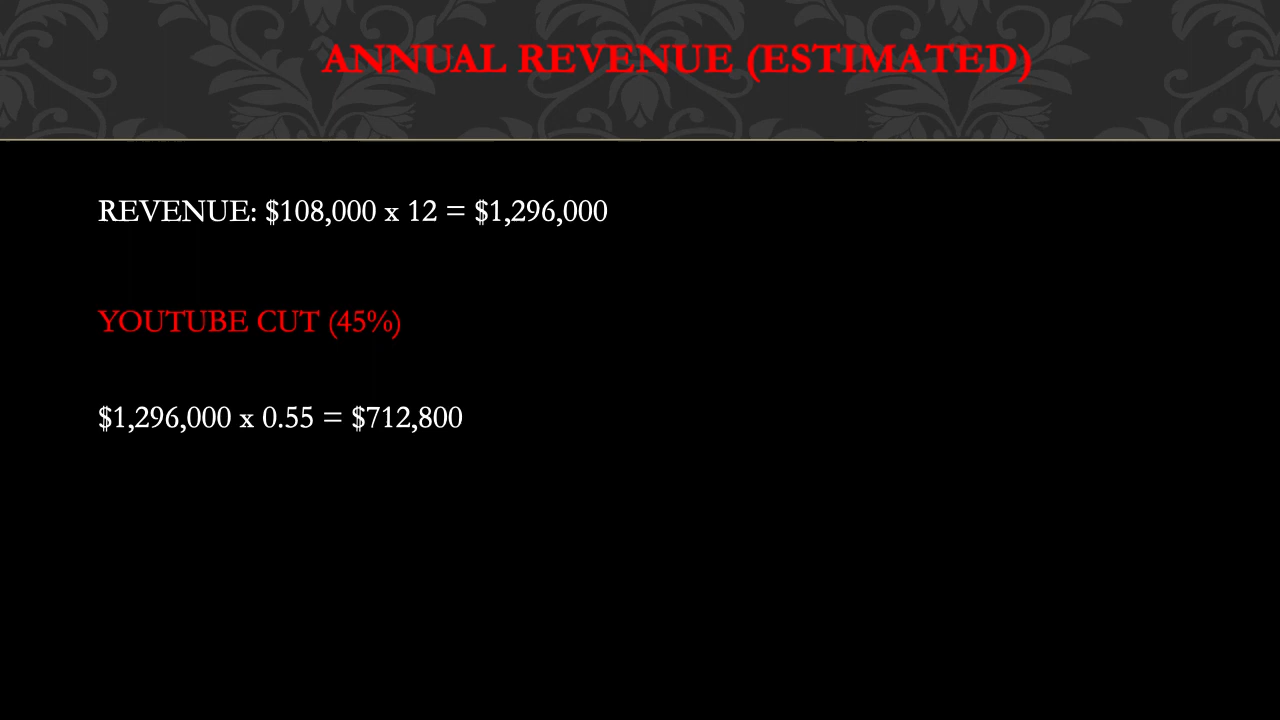 ANNUAL REVENUE (ESTIMATED)
REVENUE: $108,000 x 12 = $1,296,000
YOUTUBE CUT (45%)
$1,296,000 x 0.55 = $712,800